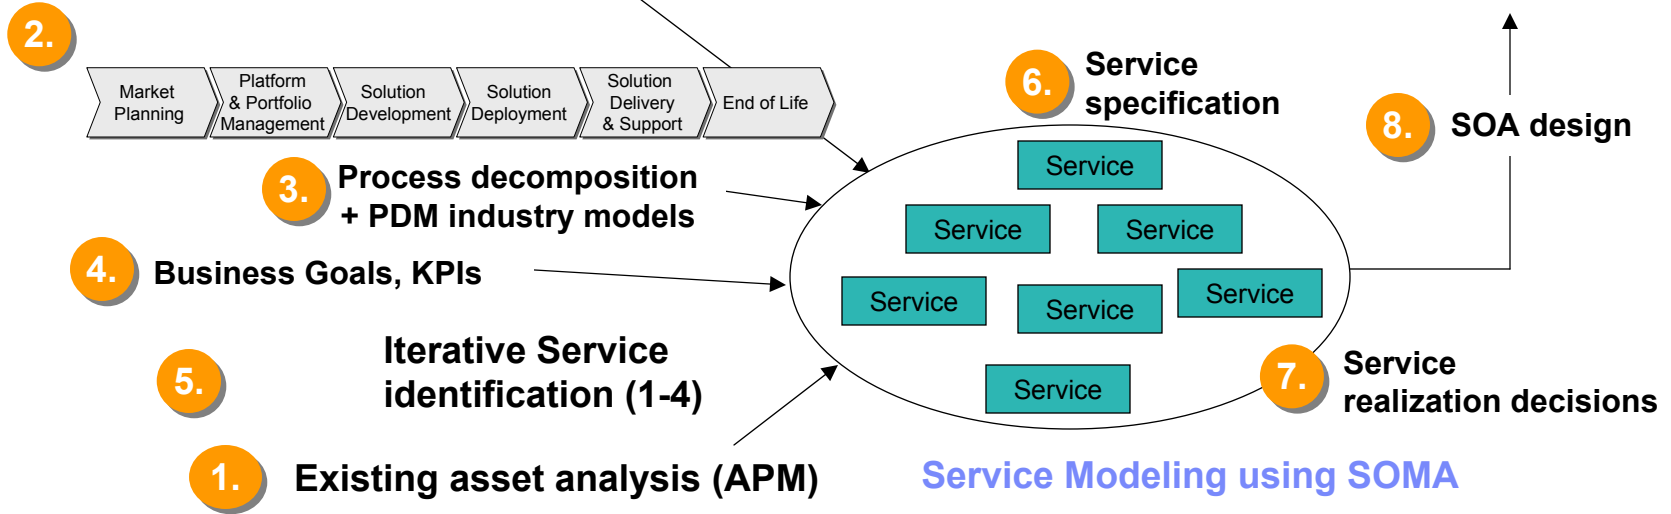 2.
Market
Planning
Platform
& Portfolio
Management
Solution
Development
Solution
Deployment
Solution
Delivery
& Support
End of Life
3.
Process decomposition
+ PDM industry models
4.
Business Goals, KPIs
5.
Iterative Service
identification (1-4)
1.
Existing asset analysis (APM)
6.
Service
specification
Service
Service
Service
Service
Service
Service
Service
7.
Service
realization decisions
8.
SOA design
Service Modeling using SOMA